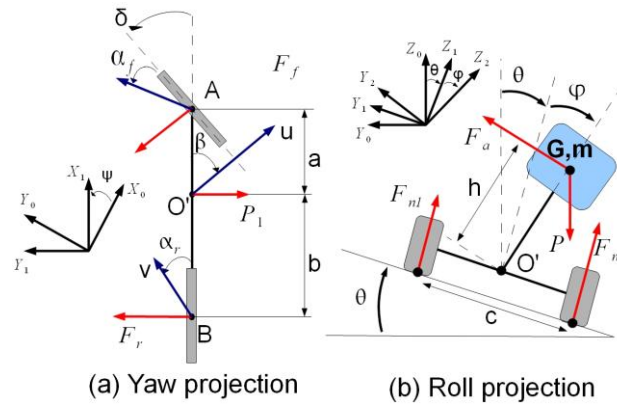 δ
α_f
A
F_f
u
β
a
X_1
ψ
X_0
Y_0
Y_1
O'
P_1
α_r
v
b
F_r
B
(a) Yaw projection
Z_0
Z_1
Z_2
θ
φ
Y_2
Y_1
Y_0
θ
φ
F_a
G,m
h
F_nl
P
F_n
O'
θ
c
(b) Roll projection